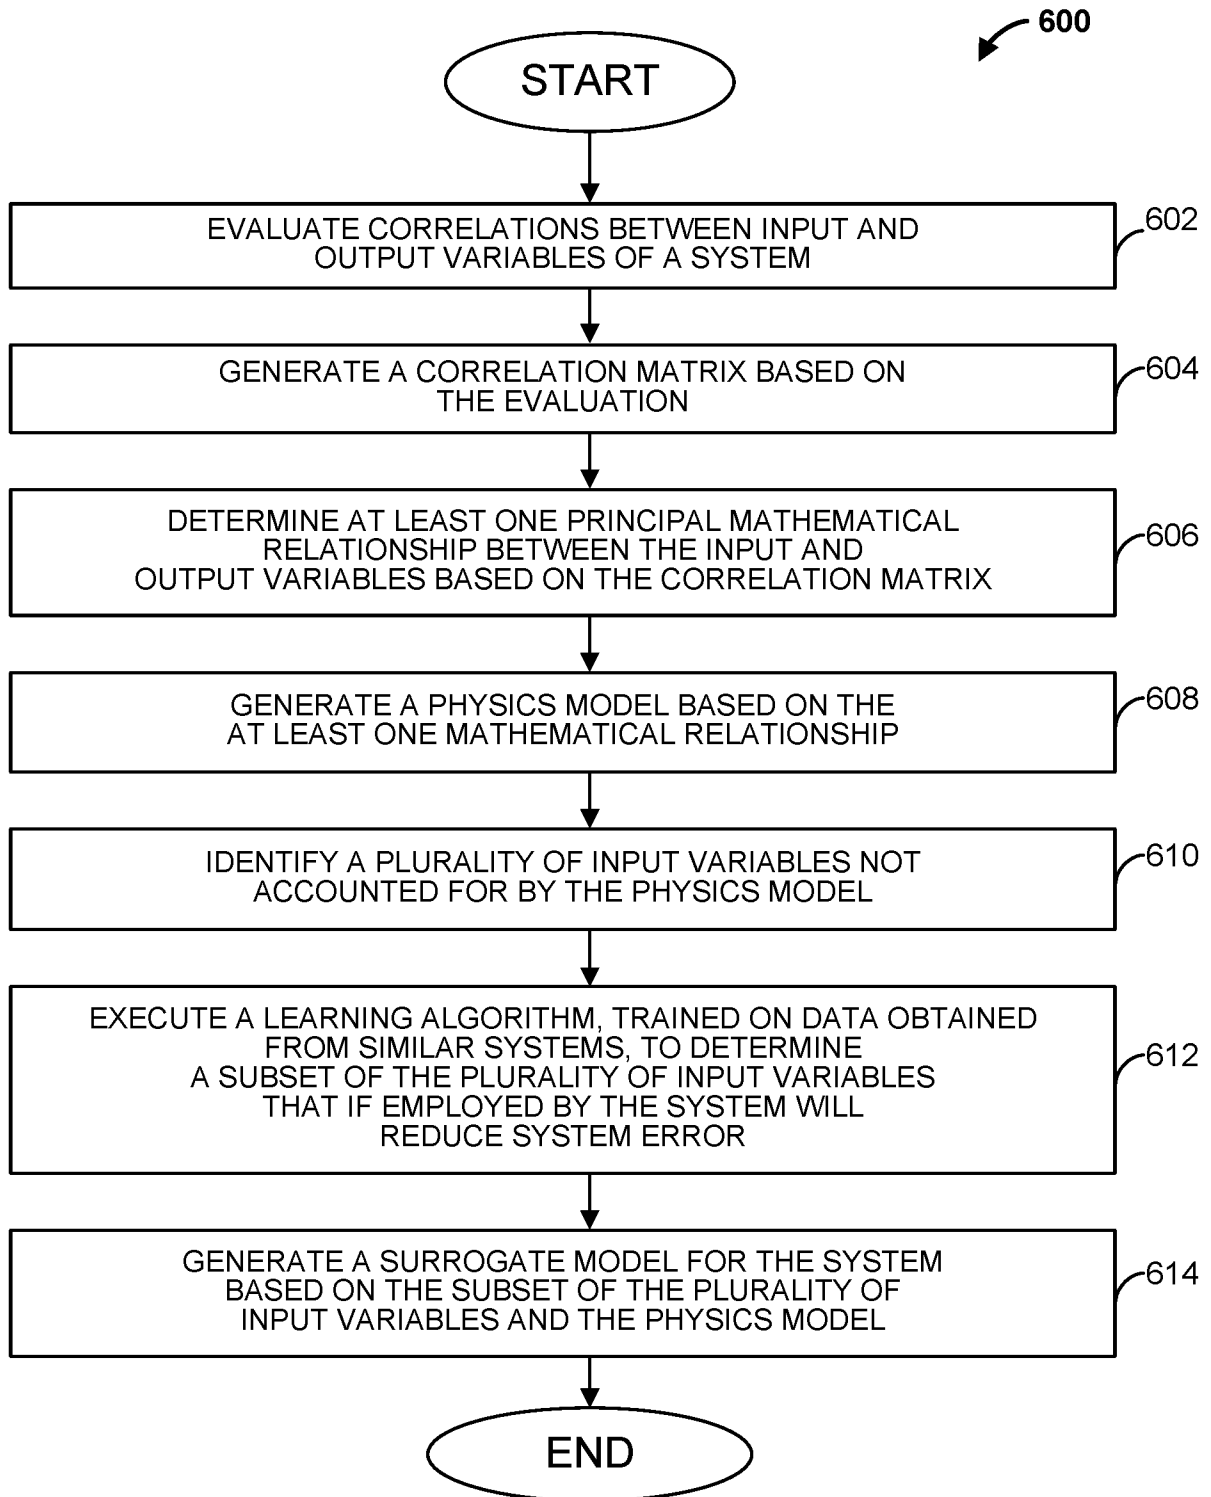 600
START
EVALUATE CORRELATIONS BETWEEN INPUT AND
OUTPUT VARIABLES OF A SYSTEM
602
GENERATE A CORRELATION MATRIX BASED ON
THE EVALUATION
604
DETERMINE AT LEAST ONE PRINCIPAL MATHEMATICAL
RELATIONSHIP BETWEEN THE INPUT AND
OUTPUT VARIABLES BASED ON THE CORRELATION MATRIX
606
GENERATE A PHYSICS MODEL BASED ON THE
AT LEAST ONE MATHEMATICAL RELATIONSHIP
608
IDENTIFY A PLURALITY OF INPUT VARIABLES NOT
ACCOUNTED FOR BY THE PHYSICS MODEL
610
EXECUTE A LEARNING ALGORITHM, TRAINED ON DATA OBTAINED
FROM SIMILAR SYSTEMS, TO DETERMINE
A SUBSET OF THE PLURALITY OF INPUT VARIABLES
THAT IF EMPLOYED BY THE SYSTEM WILL
REDUCE SYSTEM ERROR
612
GENERATE A SURROGATE MODEL FOR THE SYSTEM
BASED ON THE SUBSET OF THE PLURALITY OF
INPUT VARIABLES AND THE PHYSICS MODEL
614
END